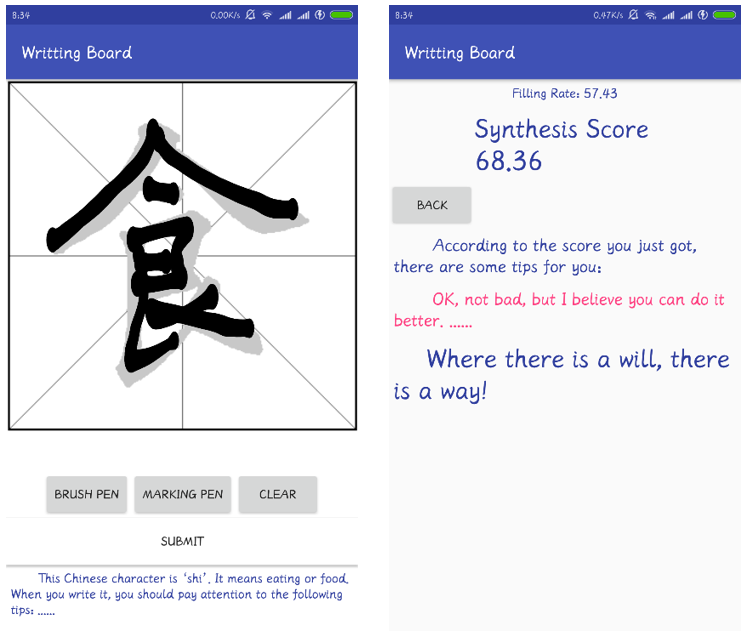 8:34
0.00K/s
Writting Board
食
BRUSH PEN
MARKING PEN
CLEAR
SUBMIT
This Chinese character is ‘shi’. It means eating or food.
When you write it, you should pay attention to the following
tips: ......
8:34
0.47K/s
Writting Board
Filling Rate: 57.43
Synthesis Score
68.36
BACK
According to the score you just got,
there are some tips for you:
OK, not bad, but I believe you can do it
better. ......
Where there is a will, there
is a way!